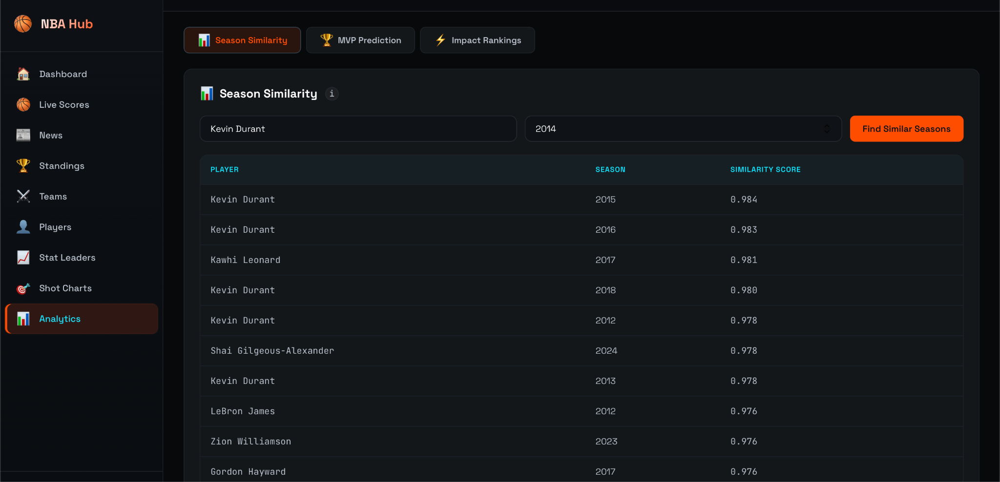 NBA Hub
Dashboard
Live Scores
News
Standings
Teams
Players
Stat Leaders
Shot Charts
Analytics
Season Similarity
MVP Prediction
Impact Rankings
Season Similarity i
Kevin Durant
2014
Find Similar Seasons
PLAYER SEASON SIMILARITY SCORE
Kevin Durant 2015 0.984
Kevin Durant 2016 0.983
Kawhi Leonard 2017 0.981
Kevin Durant 2018 0.980
Kevin Durant 2012 0.978
Shai Gilgeous-Alexander 2024 0.978
Kevin Durant 2013 0.978
LeBron James 2012 0.976
Zion Williamson 2023 0.976
Gordon Hayward 2017 0.976